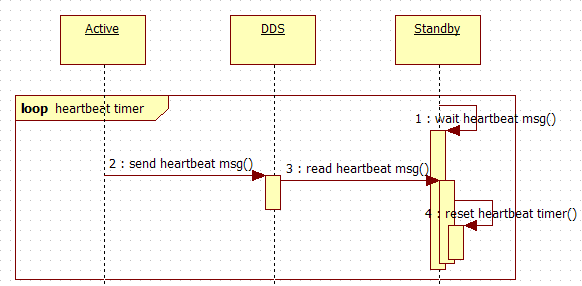 Active
DDS
Standby
loop heartbeat timer
1 : wait heartbeat msg()
2 : send heartbeat msg()
3 : read heartbeat msg()
4 : reset heartbeat timer()